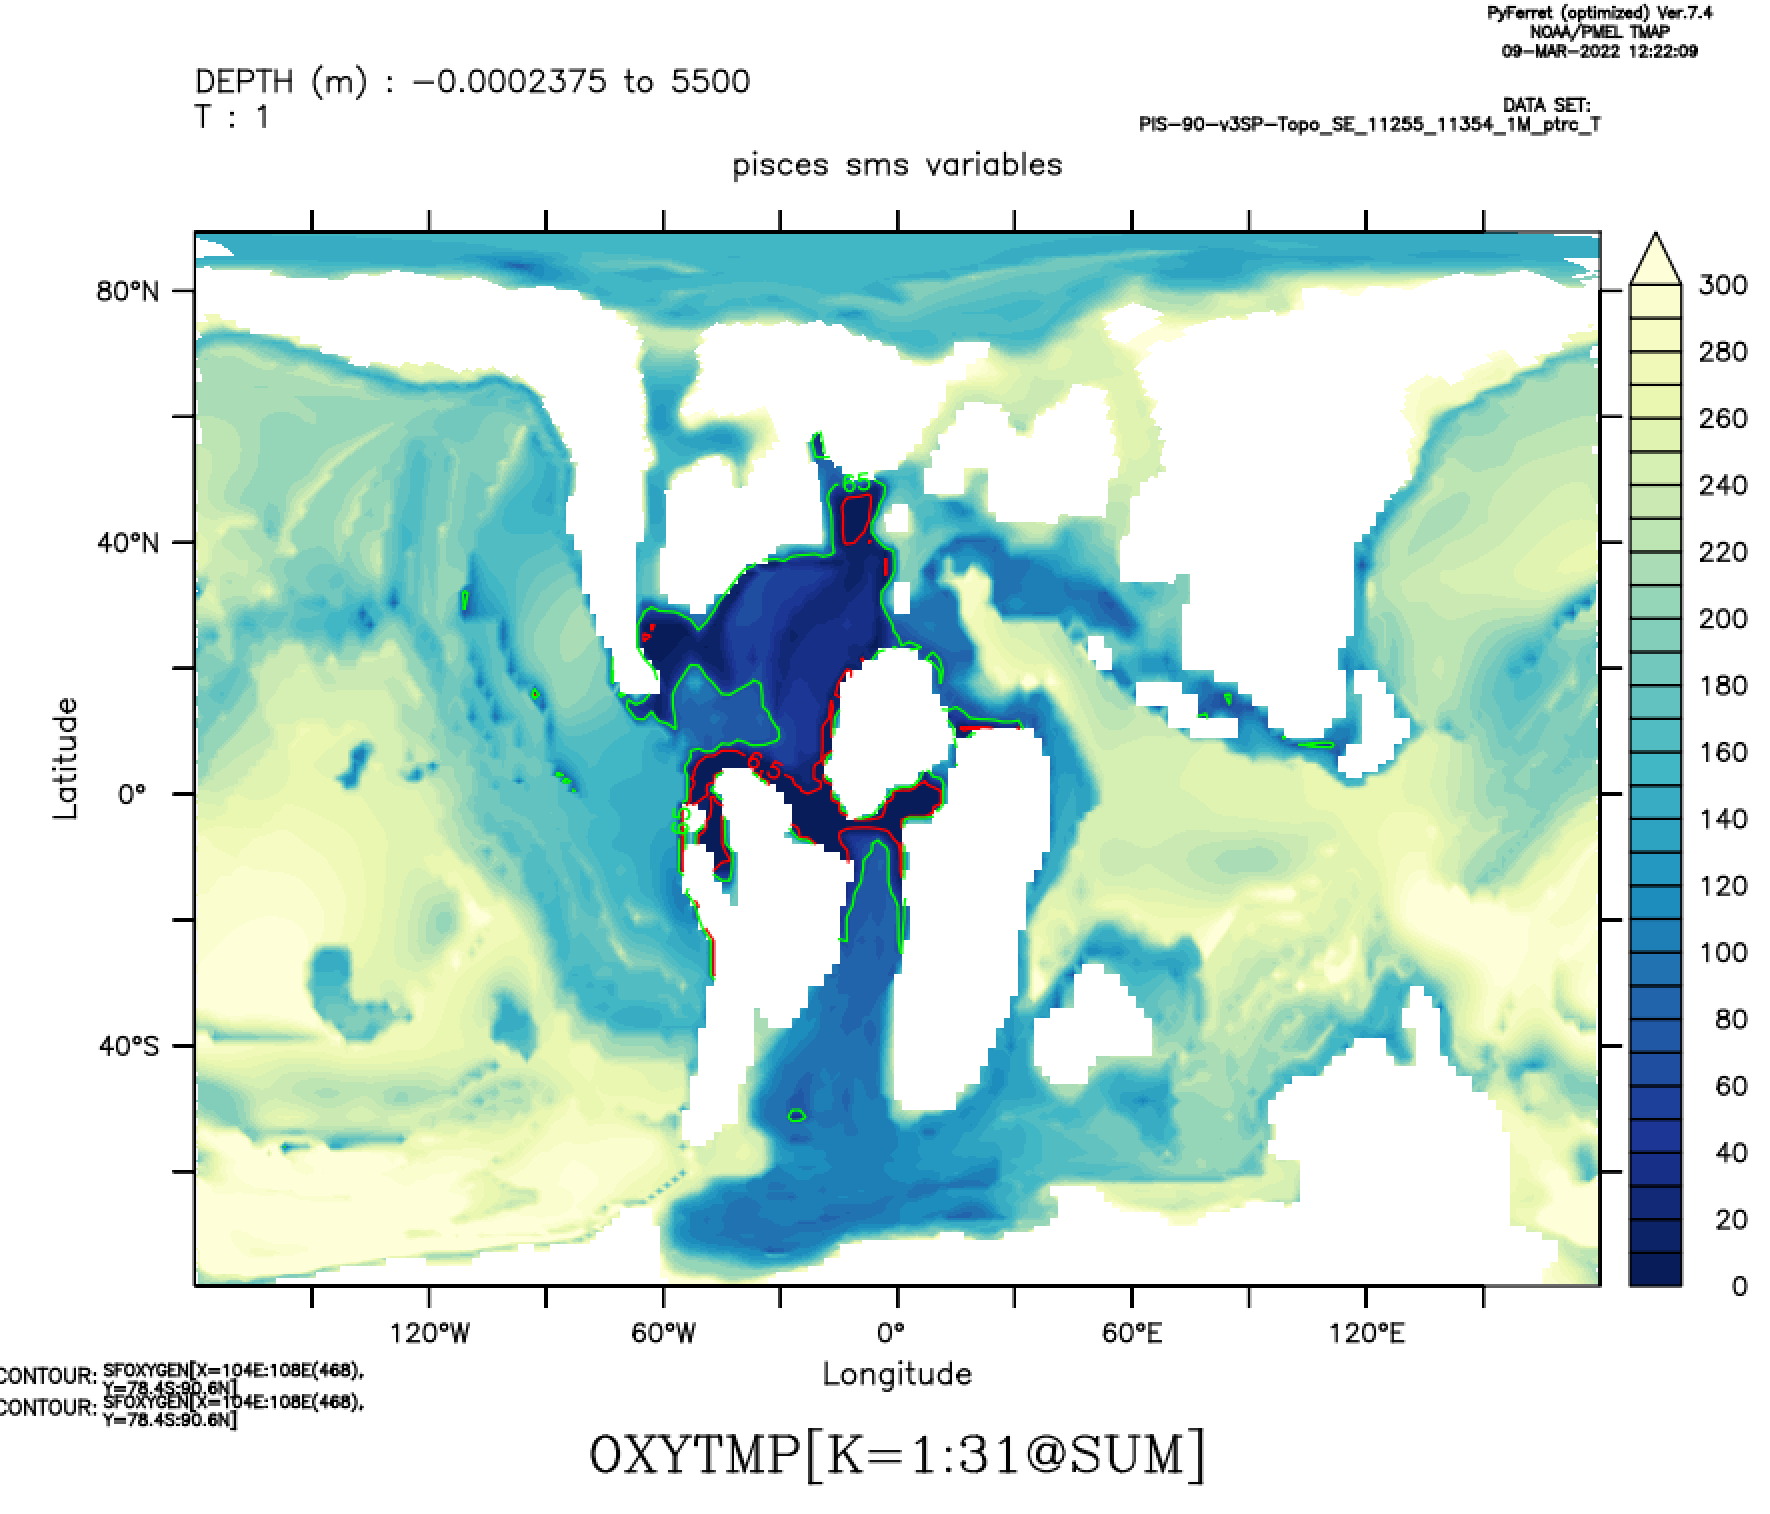 PyFerret (optimized) Ver.7.4
NOAA/PMEL TMAP
09-MAR-2022 12:22:09
DEPTH (m) : -0.0002375 to 5500
T : 1
DATA SET:
PIS-90-v3SP-Topo_SE_11255_11354_1M_ptrc_T
pisces sms variables
80°N
40°N
0°
40°S
Latitude
65
6.5
300
280
260
240
220
200
180
160
140
120
100
80
60
40
20
0
120°W
60°W
0°
60°E
120°E
Longitude
CONTOUR: SFOXYGEN[X=104E:108E(468),
Y=78.4S:90.6N]
CONTOUR: SFOXYGEN[X=104E:108E(468),
Y=78.4S:90.6N]
OXYTMP[K=1:31@SUM]